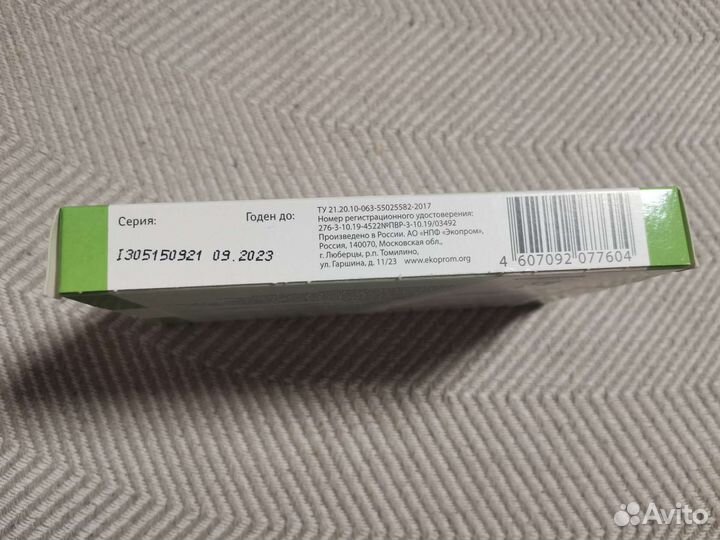 Серия:
Годен до:
I305150921 09.2023
ТУ 21.20.10-063-55025582-2017
Номер регистрационного удостоверения:
276-3-10.19-4522№ПВР-3-10.19/03492
Произведено в России. АО «НПФ «Экопром»,
Россия, 140070, Московская обл.,
г. Люберцы, р.п. Томилино,
ул. Гаршина, д. 11/23 www.ekoprom.org
4 607092 077604
Avito